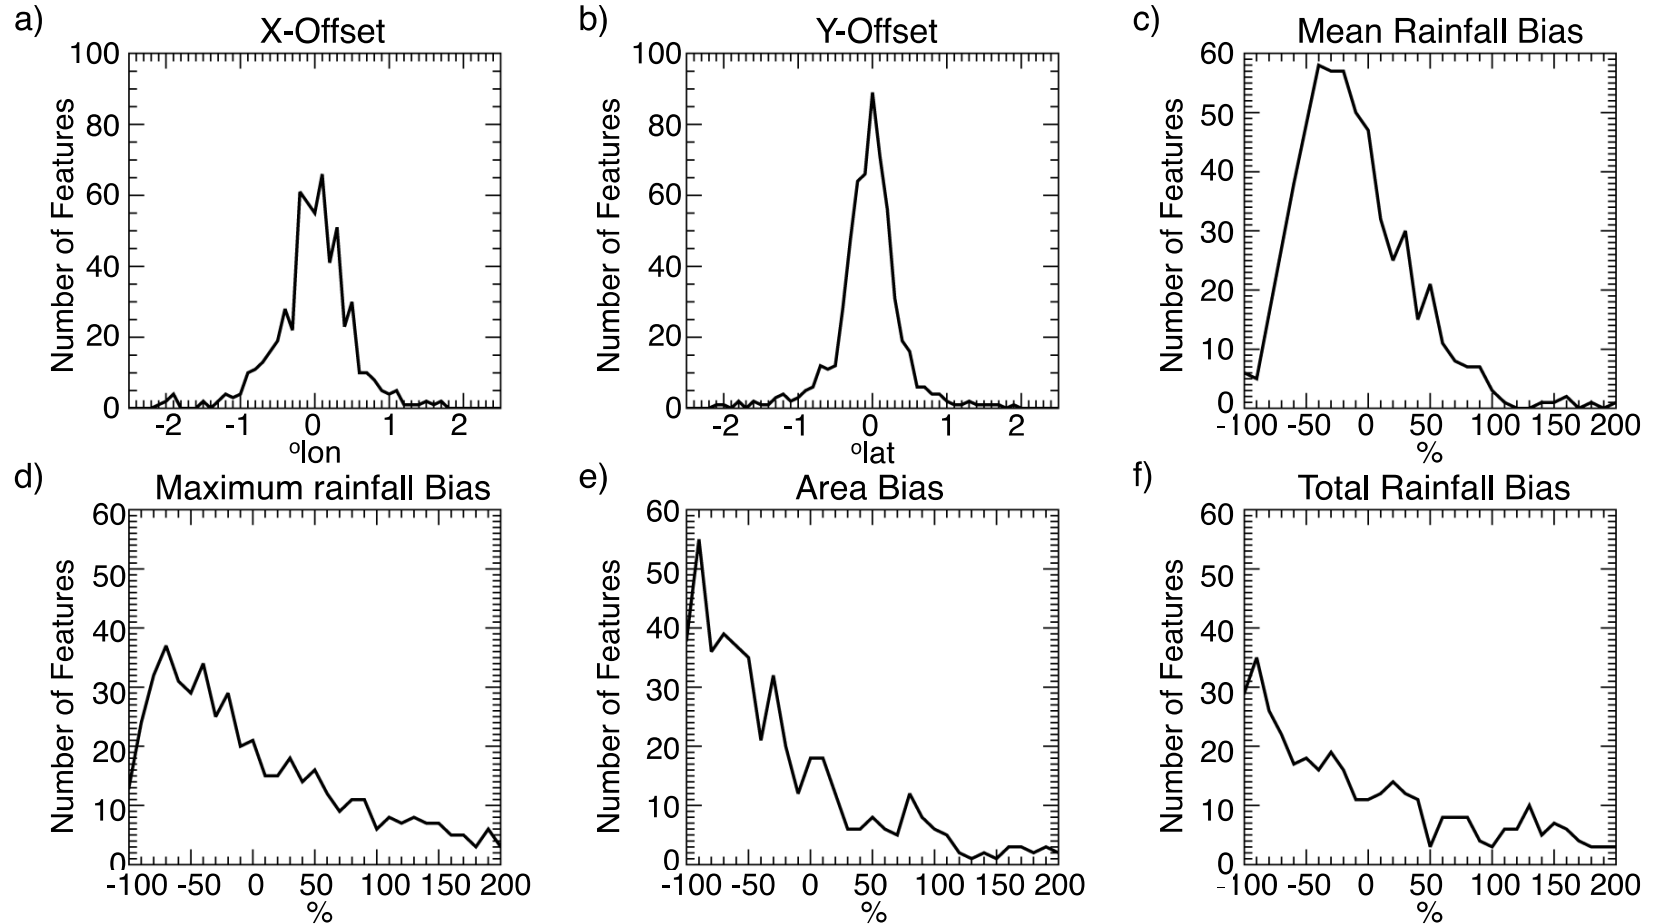 a)
X-Offset
Number of Features
100
80
60
40
20
0
-2 -1 0 1 2
°lon
b)
Y-Offset
Number of Features
100
80
60
40
20
0
-2 -1 0 1 2
°lat
c)
Mean Rainfall Bias
Number of Features
60
50
40
30
20
10
0
-100 -50 0 50 100 150 200
%
d)
Maximum rainfall Bias
Number of Features
60
50
40
30
20
10
0
-100 -50 0 50 100 150 200
%
e)
Area Bias
Number of Features
60
50
40
30
20
10
0
-100 -50 0 50 100 150 200
%
f)
Total Rainfall Bias
Number of Features
60
50
40
30
20
10
0
-100 -50 0 50 100 150 200
%